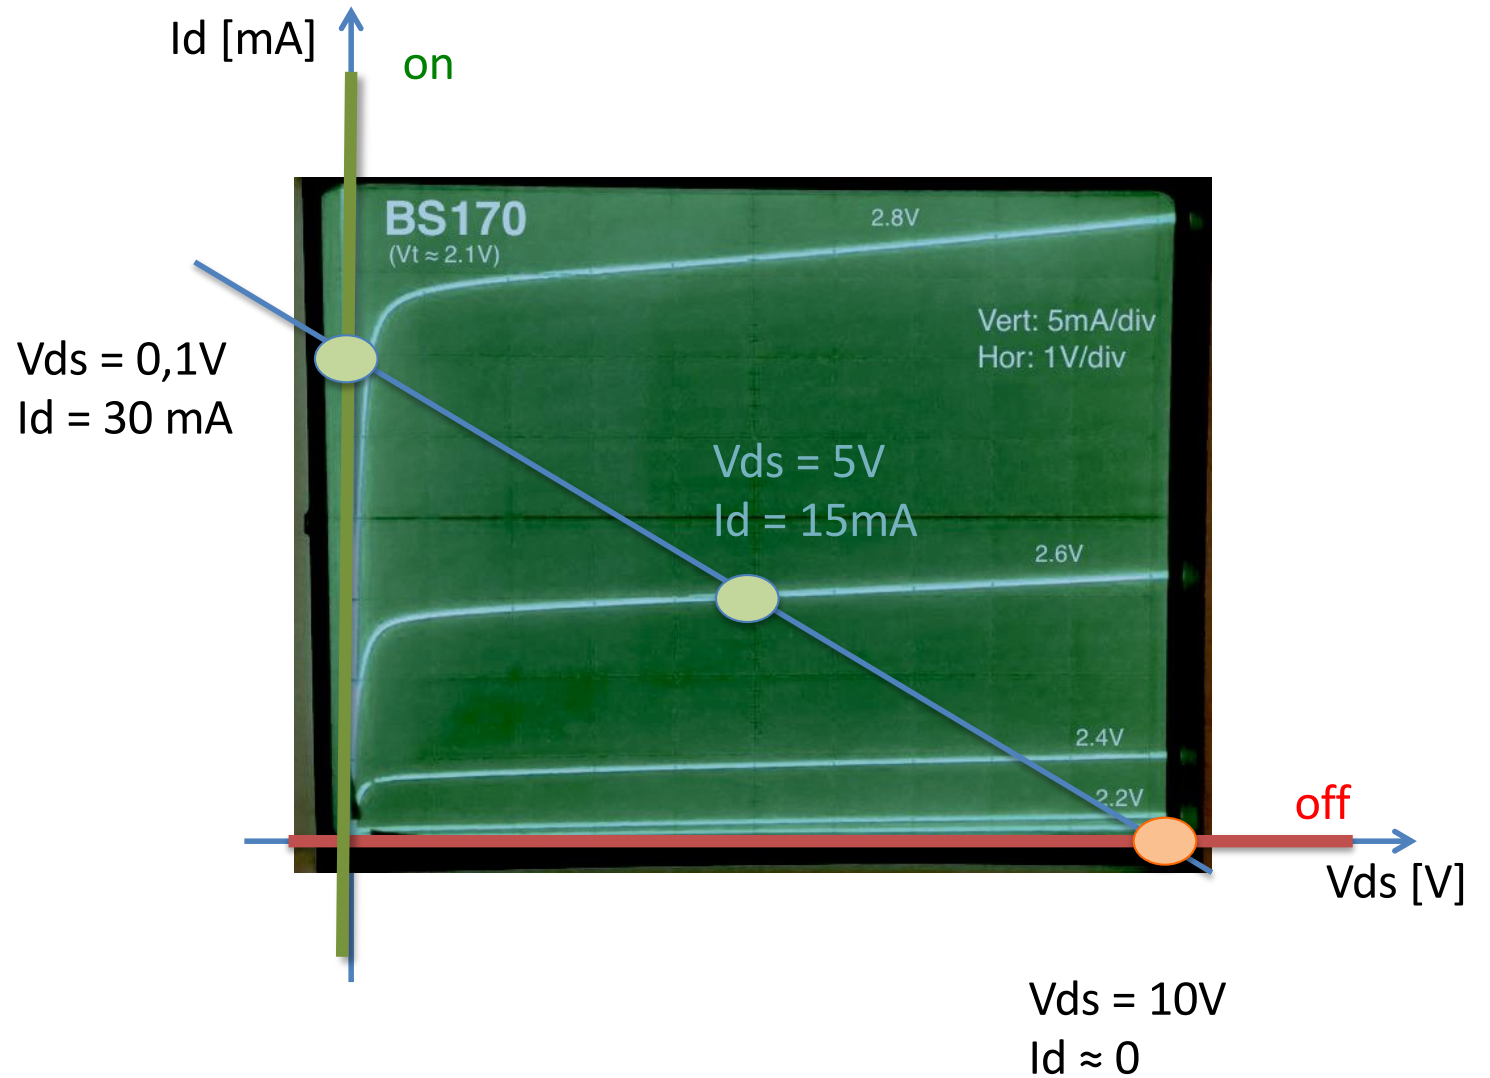 Id [mA]
on
BS170
(Vt ≈ 2.1V)
2.8V
Vert: 5mA/div
Hor: 1V/div
Vds = 0,1V
Id = 30 mA
Vds = 5V
Id = 15mA
2.6V
2.4V
2.2V
off
Vds [V]
Vds = 10V
Id ≈ 0